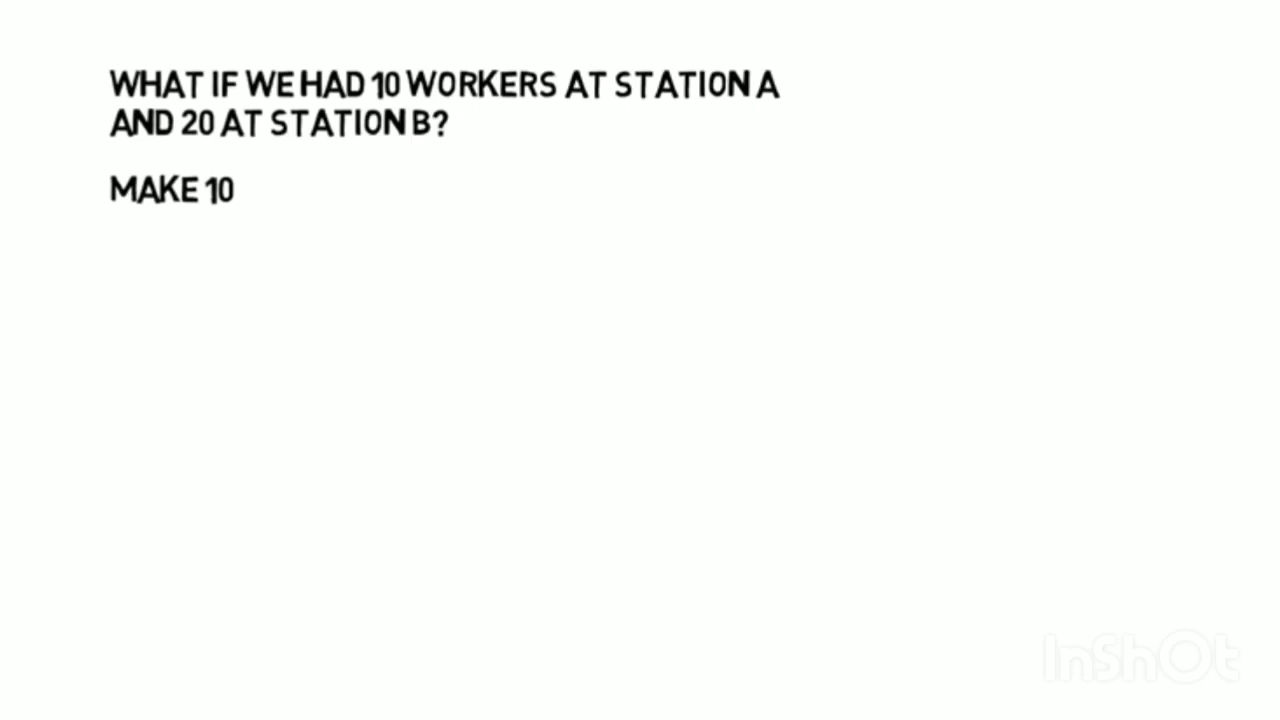 WHAT IF WE HAD 10 WORKERS AT STATION A
AND 20 AT STATION B?
MAKE 10
InShOt